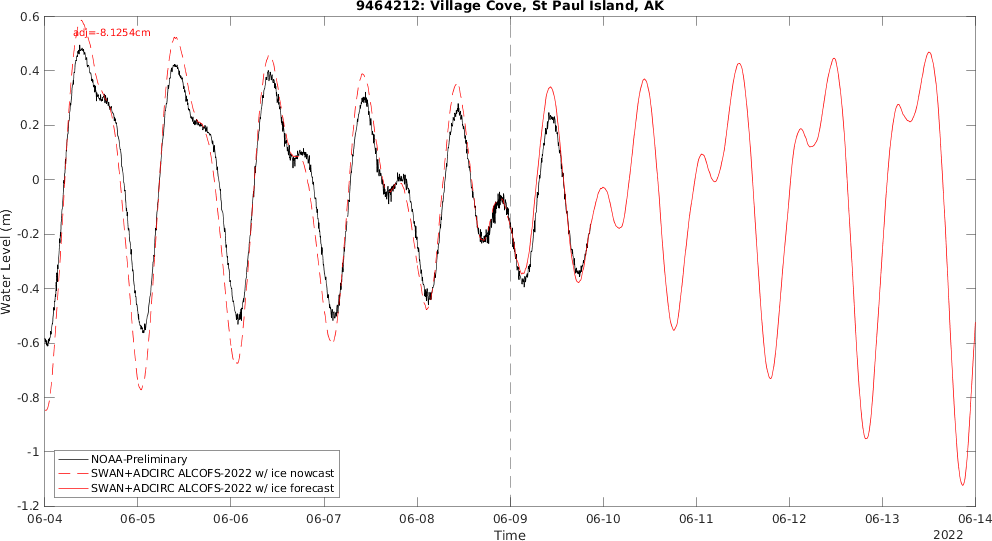 9464212: Village Cove, St Paul Island, AK
adj=-8.1254cm
Water Level (m)
0.6
0.4
0.2
0
-0.2
-0.4
-0.6
-0.8
-1
-1.2
NOAA-Preliminary
SWAN+ADCIRC ALCOFS-2022 w/ ice nowcast
SWAN+ADCIRC ALCOFS-2022 w/ ice forecast
06-04 06-05 06-06 06-07 06-08 06-09 06-10 06-11 06-12 06-13 06-14
Time
2022